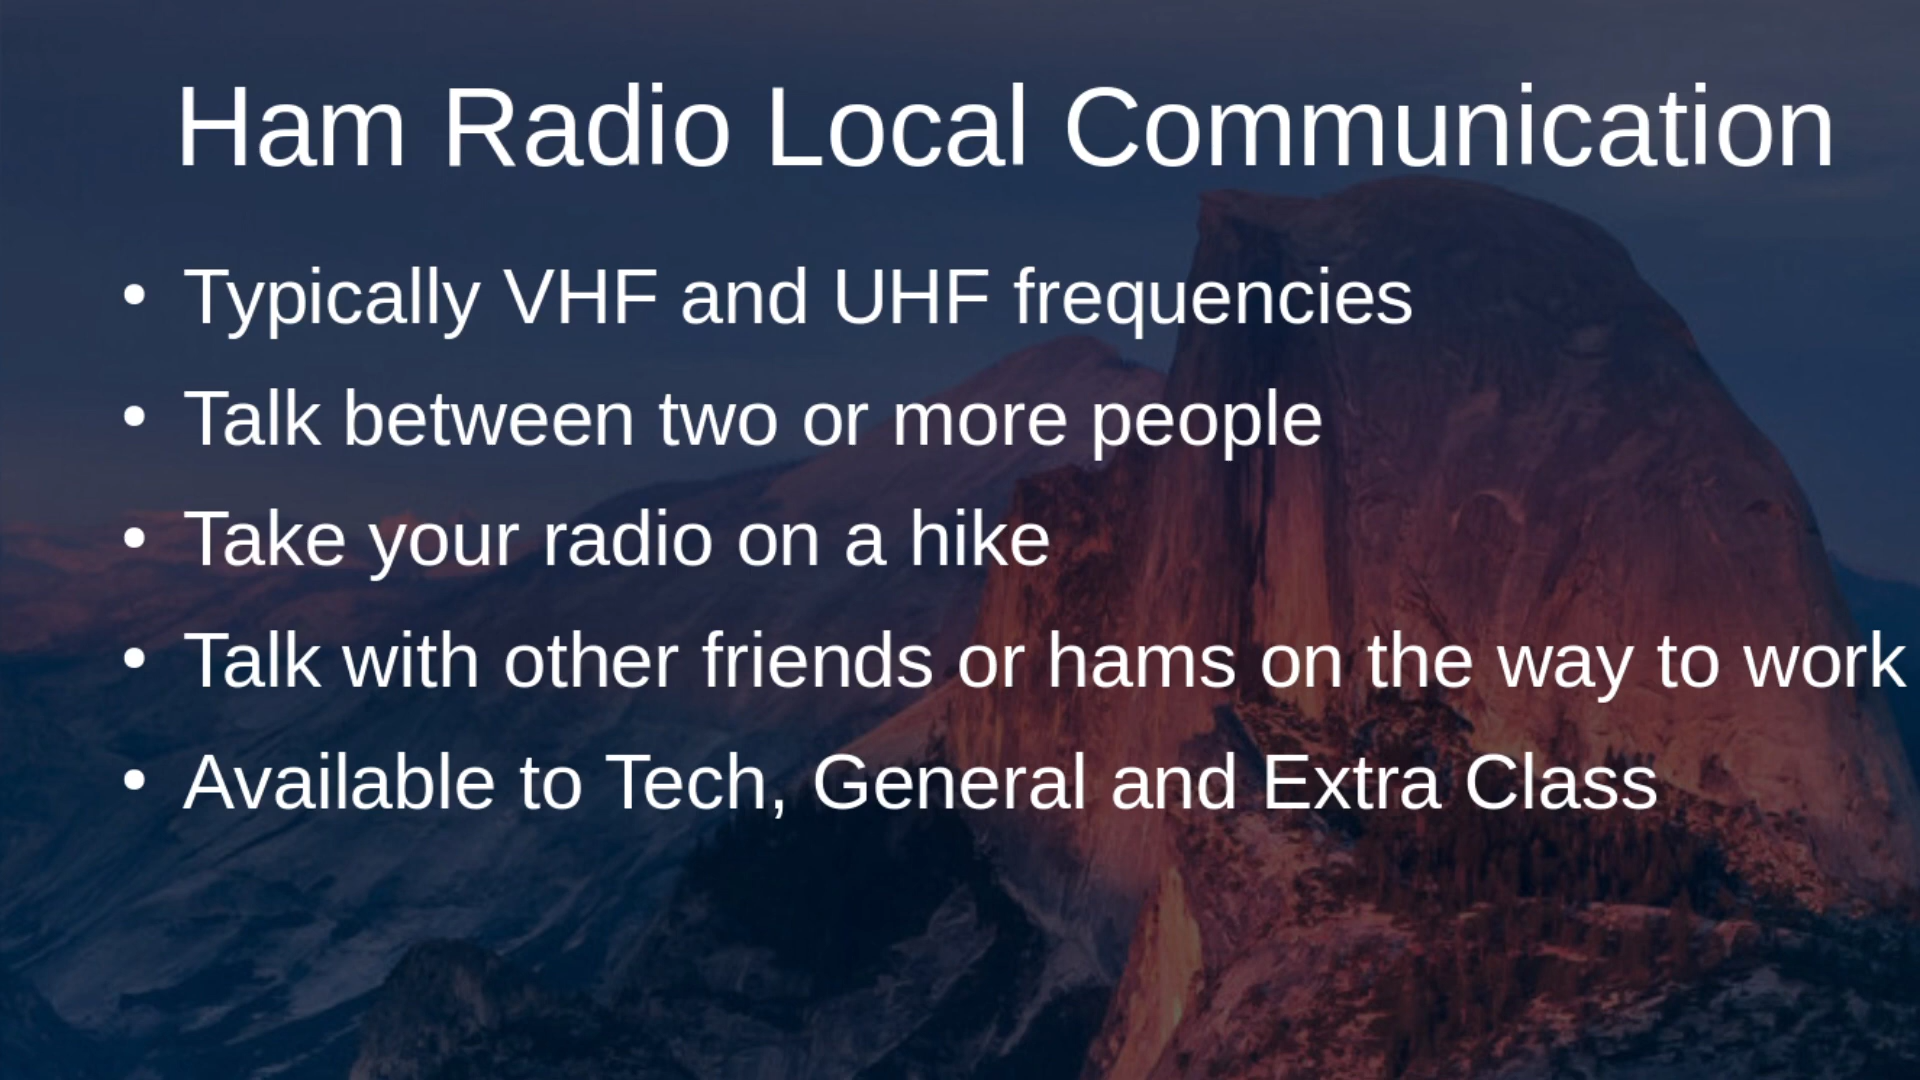 Ham Radio Local Communication
• Typically VHF and UHF frequencies
• Talk between two or more people
• Take your radio on a hike
• Talk with other friends or hams on the way to work
• Available to Tech, General and Extra Class